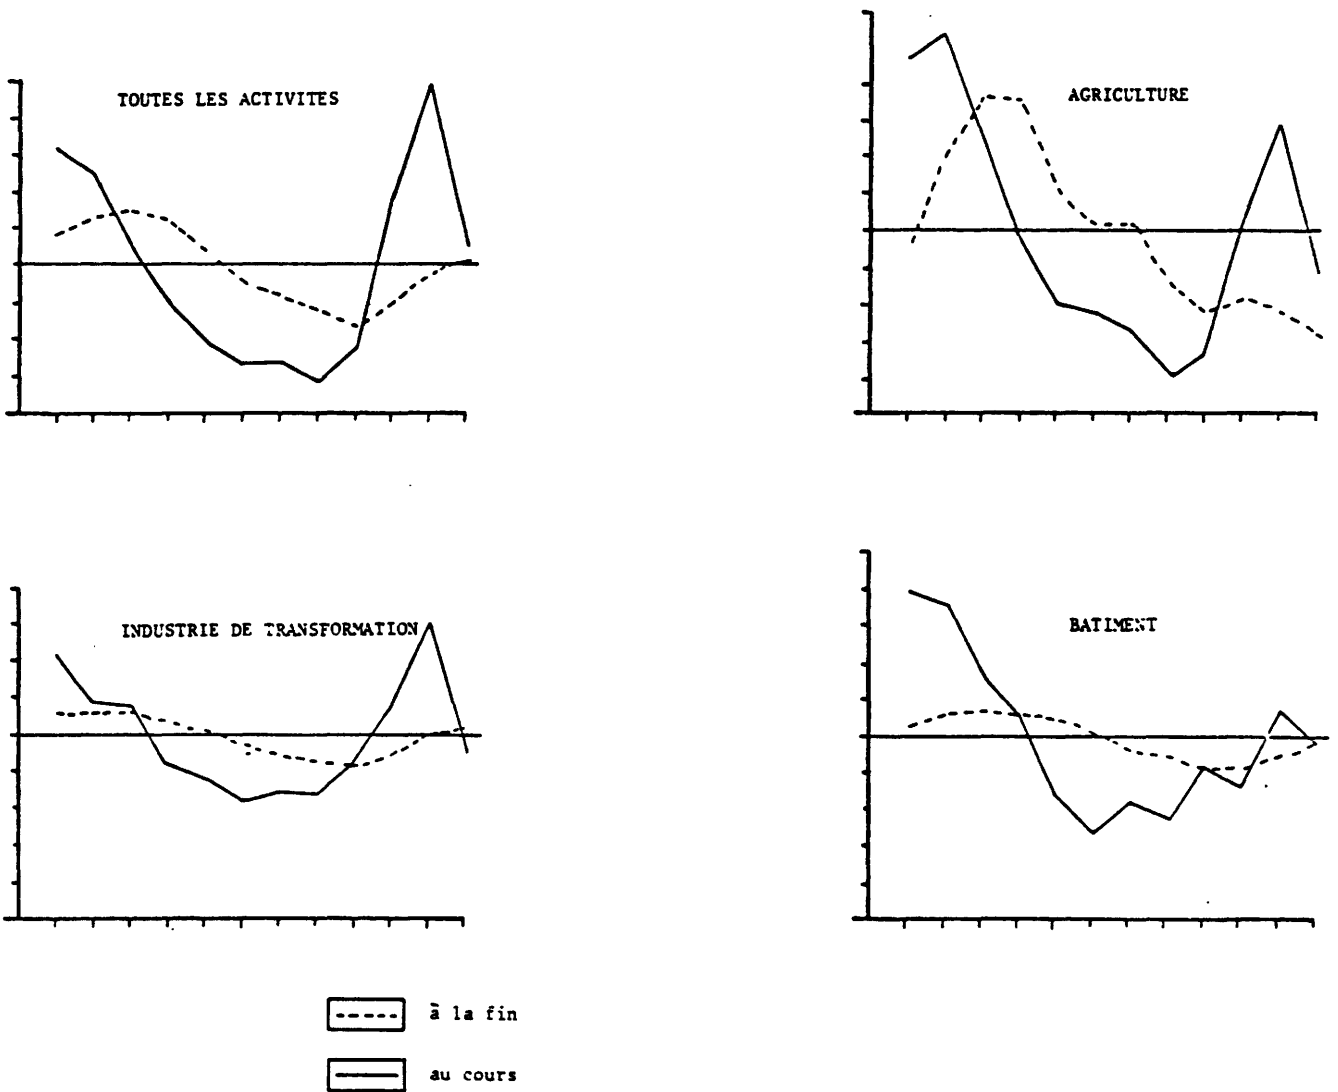 TOUTES LES ACTIVITES
AGRICULTURE
INDUSTRIE DE TRANSFORMATION
BATIMENT
à la fin
au cours